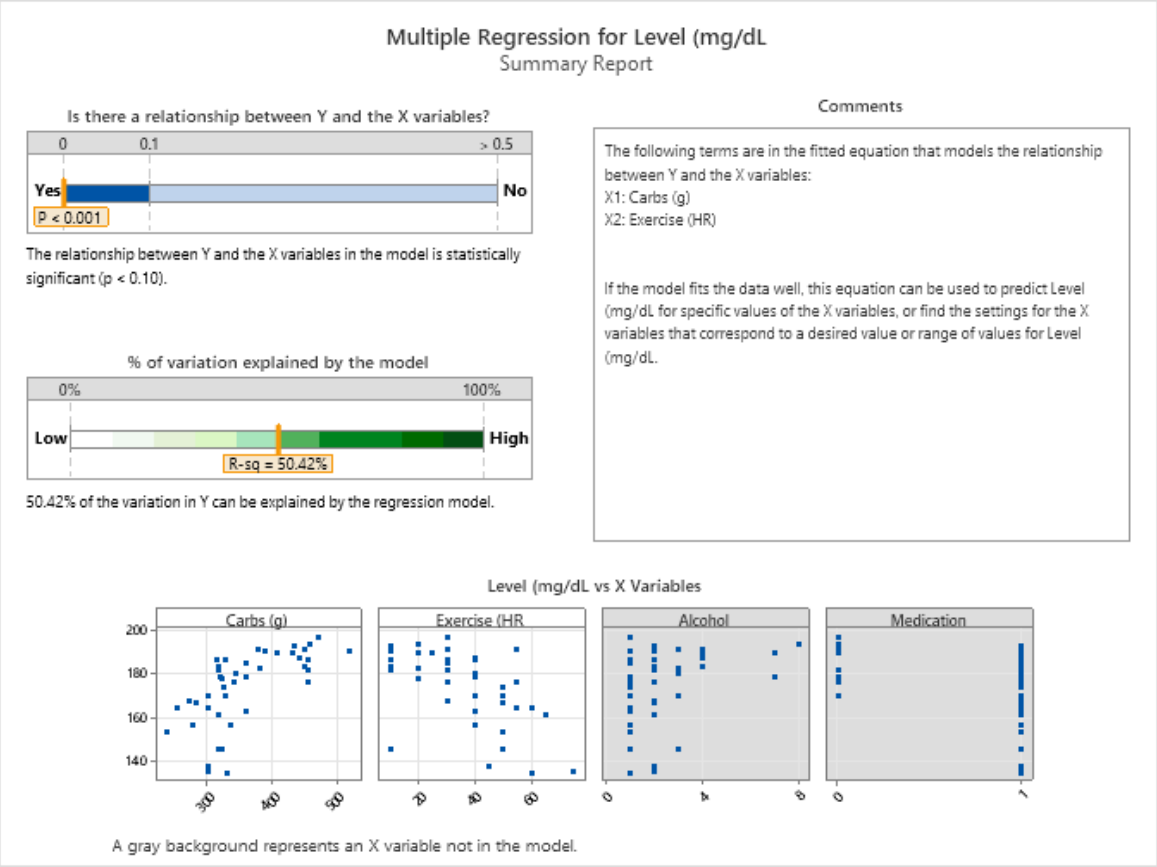 Multiple Regression for Level (mg/dL
Summary Report
Is there a relationship between Y and the X variables?
0 0.1 > 0.5
Yes No
P < 0.001
The relationship between Y and the X variables in the model is statistically
significant (p < 0.10).
% of variation explained by the model
0% 100%
Low High
R-sq = 50.42%
50.42% of the variation in Y can be explained by the regression model.
Comments
The following terms are in the fitted equation that models the relationship
between Y and the X variables:
X1: Carbs (g)
X2: Exercise (HR)
If the model fits the data well, this equation can be used to predict Level
(mg/dL for specific values of the X variables, or find the settings for the X
variables that correspond to a desired value or range of values for Level
(mg/dL.
Level (mg/dL vs X Variables
Carbs (g) Exercise (HR Alcohol Medication
200
180
160
140
300 400 500 20 40 60 0 4 8 0 1
A gray background represents an X variable not in the model.